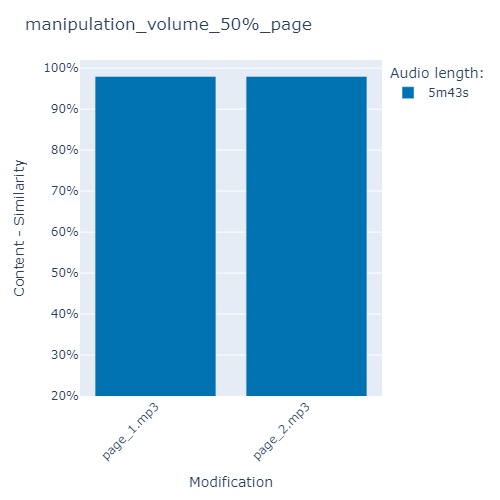 manipulation_volume_50%_page
Audio length:
5m43s
Content - Similarity
100%
90%
80%
70%
60%
50%
40%
30%
20%
page_1.mp3
page_2.mp3
Modification